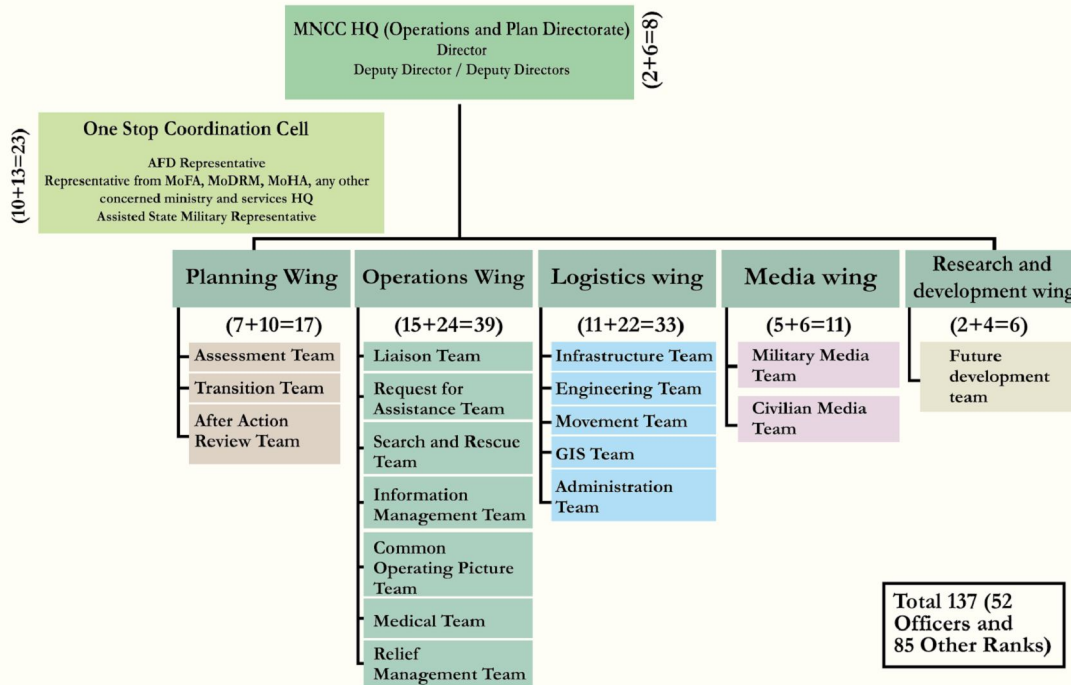 MNCC HQ (Operations and Plan Directorate)
Director
Deputy Director / Deputy Directors
(2+6=8)
One Stop Coordination Cell
AFD Representative
Representative from MoFA, MoDRM, MoHA, any other
concerned ministry and services HQ
Assisted State Military Representative
(10+13=23)
Planning Wing
(7+10=17)
Assessment Team
Transition Team
After Action
Review Team
Operations Wing
(15+24=39)
Liaison Team
Request for
Assistance Team
Search and Rescue
Team
Information
Management Team
Common
Operating Picture
Team
Medical Team
Relief
Management Team
Logistics wing
(11+22=33)
Infrastructure Team
Engineering Team
Movement Team
GIS Team
Administration
Team
Media wing
(5+6=11)
Military Media
Team
Civilian Media
Team
Research and
development wing
(2+4=6)
Future
development
team
Total 137 (52
Officers and
85 Other Ranks)